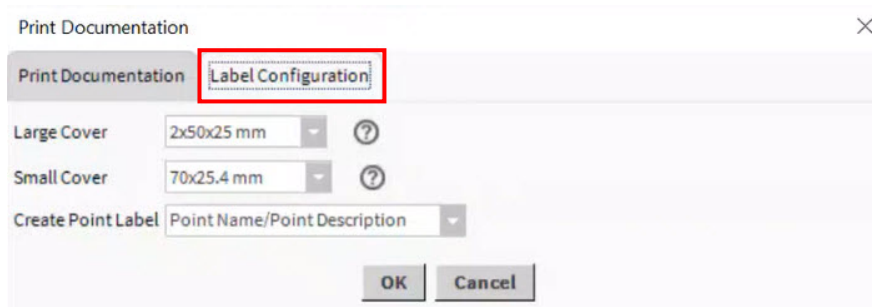 Print Documentation
Print Documentation Label Configuration
Large Cover 2x50x25 mm
Small Cover 70x25.4 mm
Create Point Label Point Name/Point Description
OK Cancel